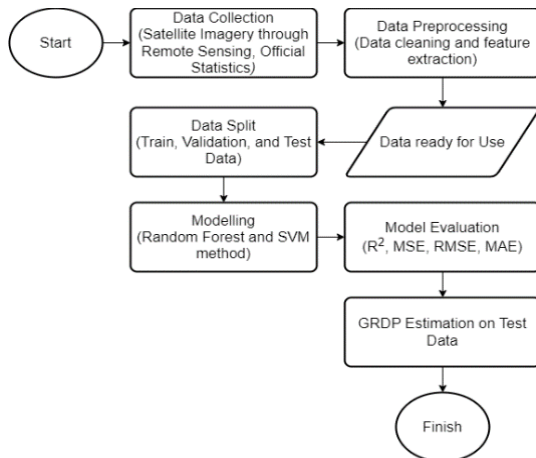 Start
Data Collection
(Satellite Imagery through
Remote Sensing, Official
Statistics)
Data Preprocessing
(Data cleaning and feature
extraction)
Data ready for Use
Data Split
(Train, Validation, and Test
Data)
Modelling
(Random Forest and SVM
method)
Model Evaluation
(R², MSE, RMSE, MAE)
GRDP Estimation on Test
Data
Finish